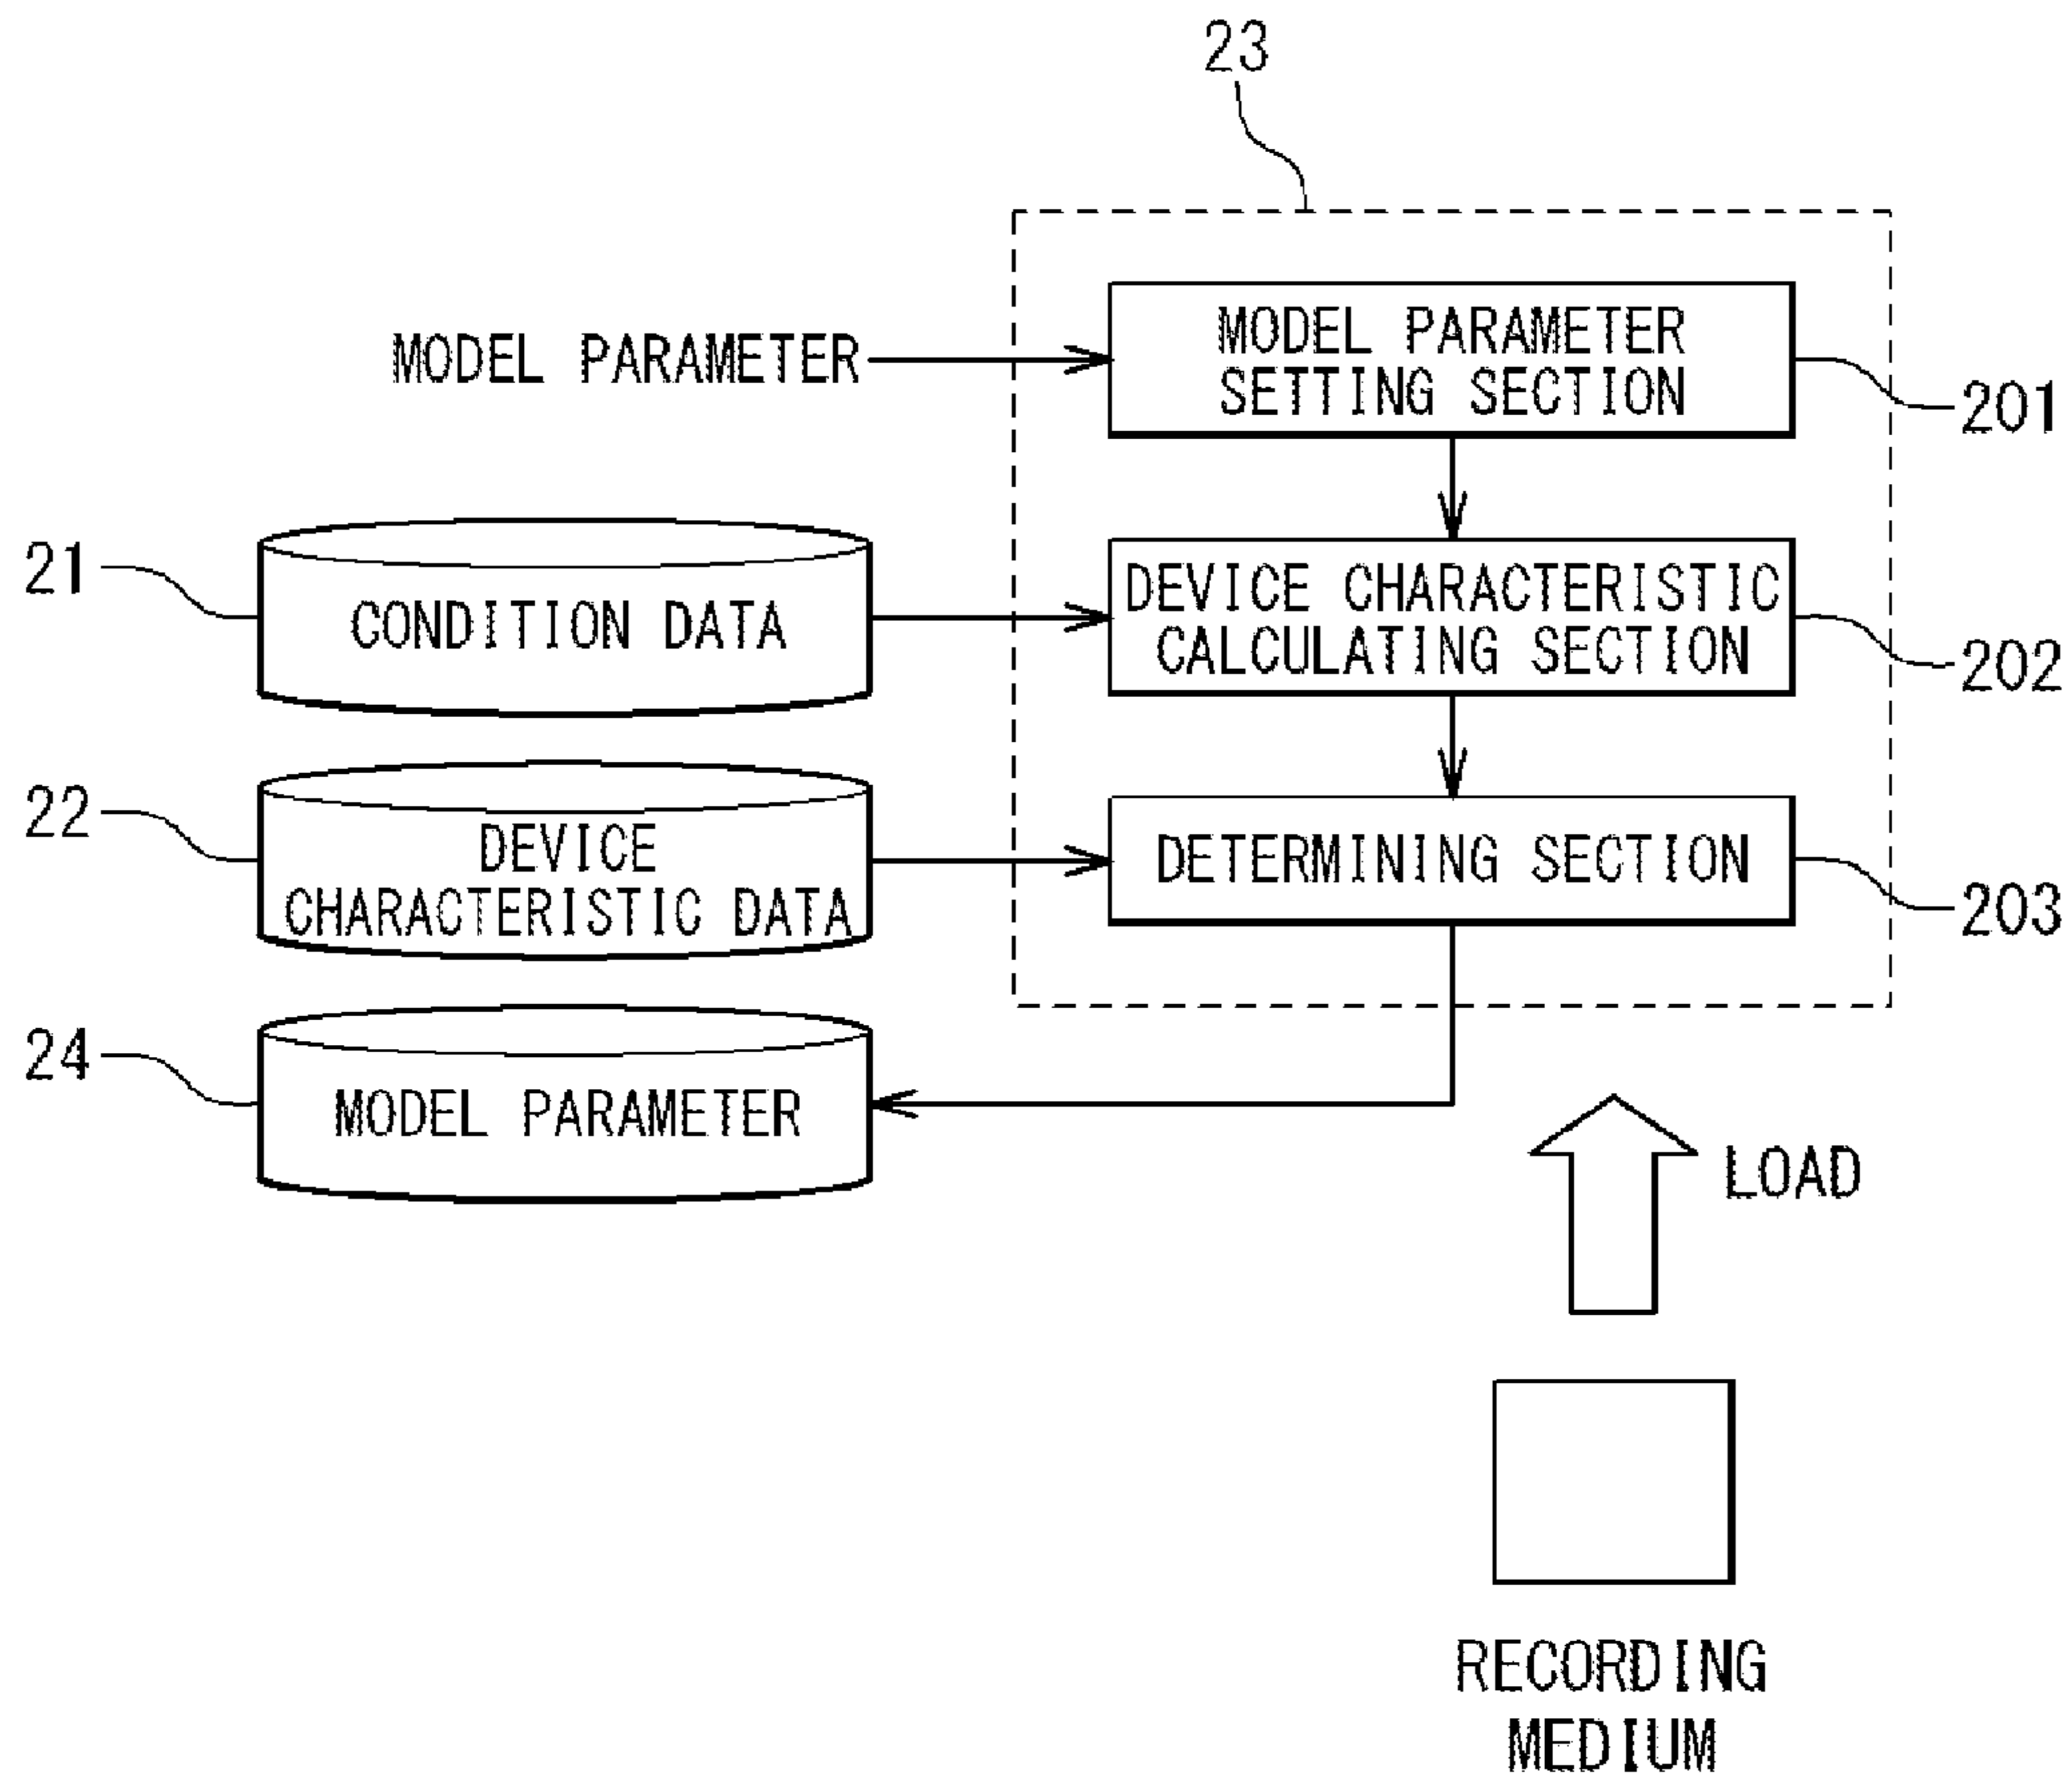 23
MODEL PARAMETER
MODEL PARAMETER
SETTING SECTION
201
21
CONDITION DATA
DEVICE CHARACTERISTIC
CALCULATING SECTION
202
22
DEVICE
CHARACTERISTIC DATA
DETERMINING SECTION
203
24
MODEL PARAMETER
LOAD
RECORDING
MEDIUM